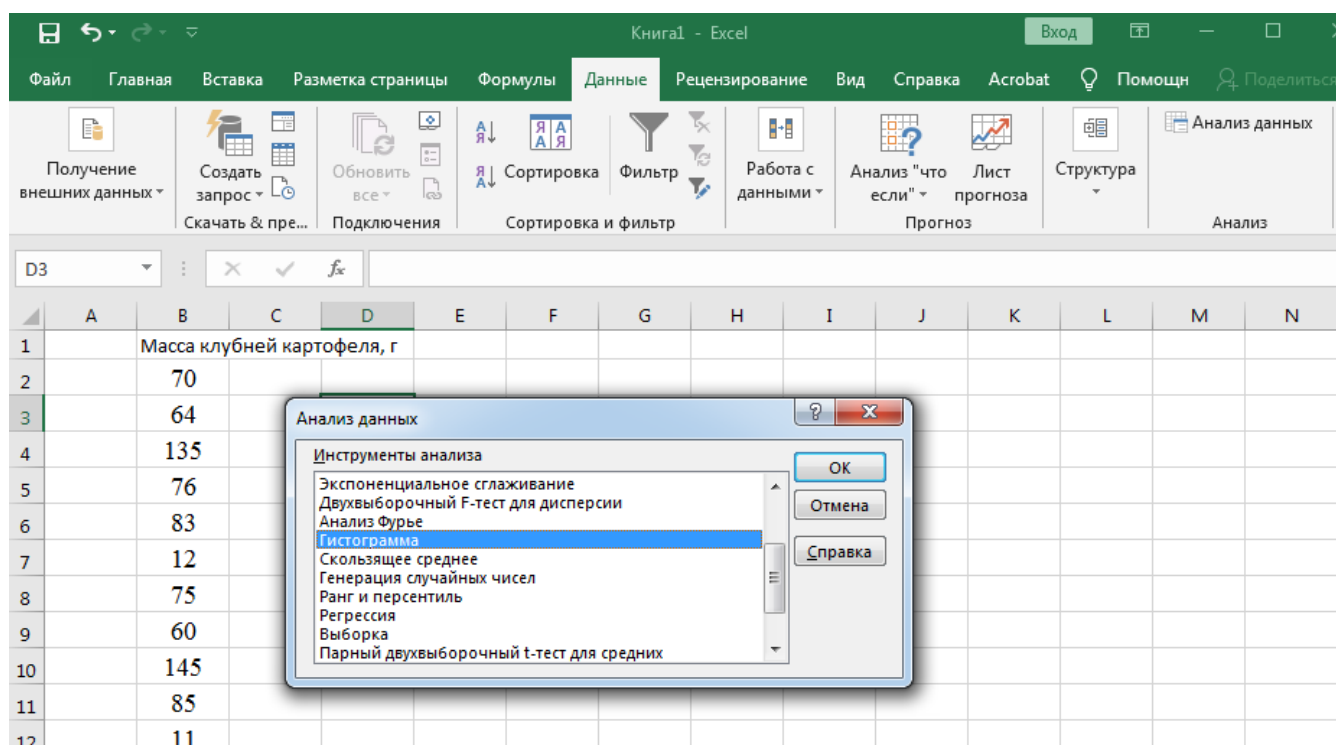 Книга1 - Excel
Вход
Файл Главная Вставка Разметка страницы Формулы Данные Рецензирование Вид Справка Acrobat Помощн Поделиться
Получение внешних данных
Создать запрос
Скачать & пре...
Обновить все
Подключения
Сортировка
Фильтр
Сортировка и фильтр
Работа с данными
Анализ "что если"
Лист прогноза
Прогноз
Структура
Анализ данных
Анализ
D3
fx
A B C D E F G H I J K L M N
1 Масса клубней картофеля, г
2 70
3 64
4 135
5 76
6 83
7 12
8 75
9 60
10 145
11 85
12 11
Анализ данных
Инструменты анализа
Экспоненциальное сглаживание
Двухвыборочный F-тест для дисперсии
Анализ Фурье
Гистограмма
Скользящее среднее
Генерация случайных чисел
Ранг и персентиль
Регрессия
Выборка
Парный двухвыборочный t-тест для средних
ОК
Отмена
Справка